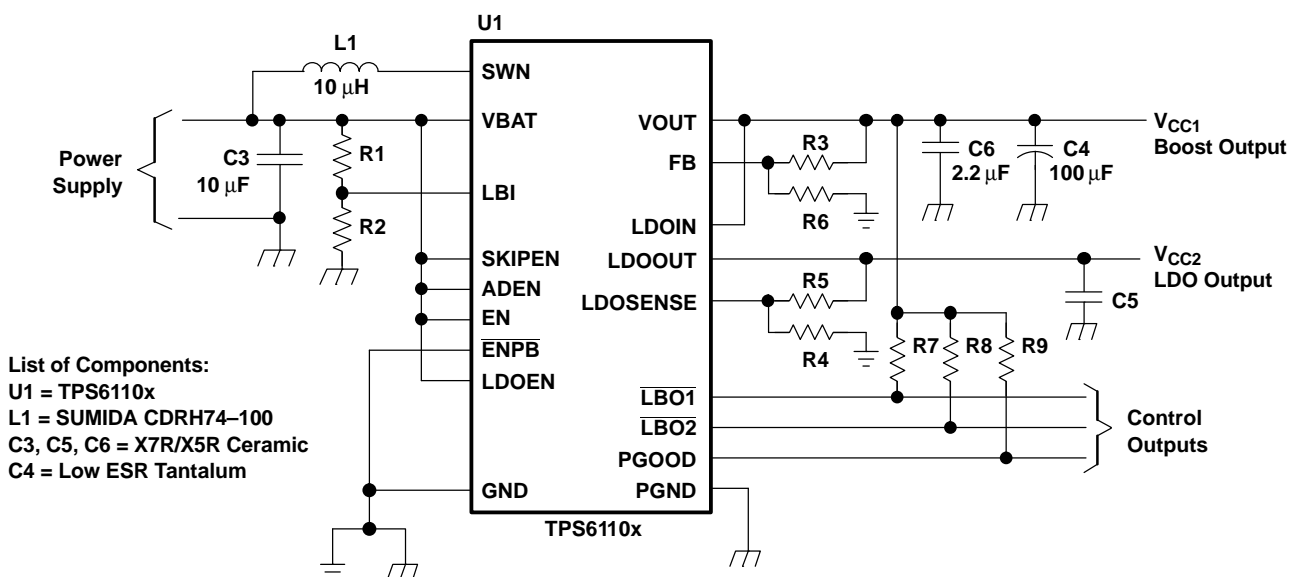 U1
L1
10 μH
SWN
VBAT
Power
Supply
C3
10 μF
R1
LBI
R2
SKIPEN
ADEN
EN
ENPB
LDOEN
GND
VOUT
FB
LDOIN
LDOOUT
LDOSENSE
LBO1
LBO2
PGOOD
PGND
TPS6110x
R3
R6
R5
R4
C6
2.2 μF
C4
100 μF
VCC1
Boost Output
VCC2
LDO Output
C5
R7
R8
R9
Control
Outputs
List of Components:
U1 = TPS6110x
L1 = SUMIDA CDRH74–100
C3, C5, C6 = X7R/X5R Ceramic
C4 = Low ESR Tantalum